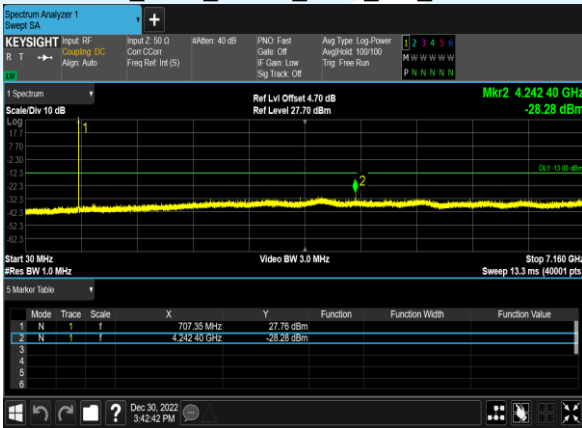 Spectrum Analyzer 1
Swept SA
+
KEYSIGHT Input: RF Input Z: 50 Ω #Atten: 40 dB PNO: Fast Avg Type: Log-Power 1 2 3 4 5 6
R T Coupling: DC Corr CCorr Gate: Off Avg|Hold: 100/100 M W W W W W
Align: Auto Freq Ref: Int (S) IF Gain: Low Trig: Free Run
LU Sig Track: Off P N N N N N
1 Spectrum Ref Lvl Offset 4.70 dB Mkr2 4.242 40 GHz
Scale/Div 10 dB Ref Level 27.70 dBm -28.28 dBm
Log
1
17.7
7.70
-2.30
DL1 -13.00 dBm
-12.3
2
-22.3
-32.3
-42.3
-52.3
-62.3
Start 30 MHz Video BW 3.0 MHz Stop 7.160 GHz
#Res BW 1.0 MHz Sweep 13.3 ms (40001 pts
5 Marker Table
Mode Trace Scale X Y Function Function Width Function Value
1 N 1 f 707.35 MHz 27.76 dBm
2 N 1 f 4.242 40 GHz -28.28 dBm
3
4
5
6
? Dec 30, 2022
3:42:42 PM